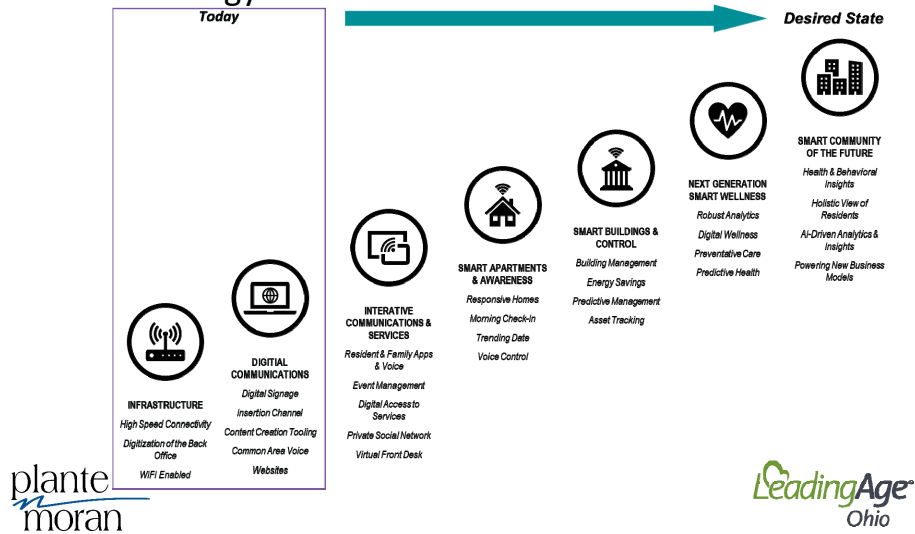 gy
Today
Desired State
INFRASTRUCTURE
High Speed Connectivity
Digitization of the Back
Office
WiFi Enabled
DIGITIAL
COMMUNICATIONS
Digital Signage
Insertion Channel
Content Creation Tooling
Common Area Voice
Websites
INTERATIVE
COMMUNICATIONS &
SERVICES
Resident & Family Apps
& Voice
Event Management
Digital Access to
Services
Private Social Network
Virtual Front Desk
SMART APARTMENTS
& AWARENESS
Responsive Homes
Morning Check-In
Trending Date
Voice Control
SMART BUILDINGS &
CONTROL
Building Management
Energy Savings
Predictive Management
Asset Tracking
NEXT GENERATION
SMART WELLNESS
Robust Analytics
Digital Wellness
Preventative Care
Predictive Health
SMART COMMUNITY
OF THE FUTURE
Health & Behavioral
Insights
Holistic View of
Residents
AI-Driven Analytics &
Insights
Powering New Business
Models
plante
moran
LeadingAge
Ohio